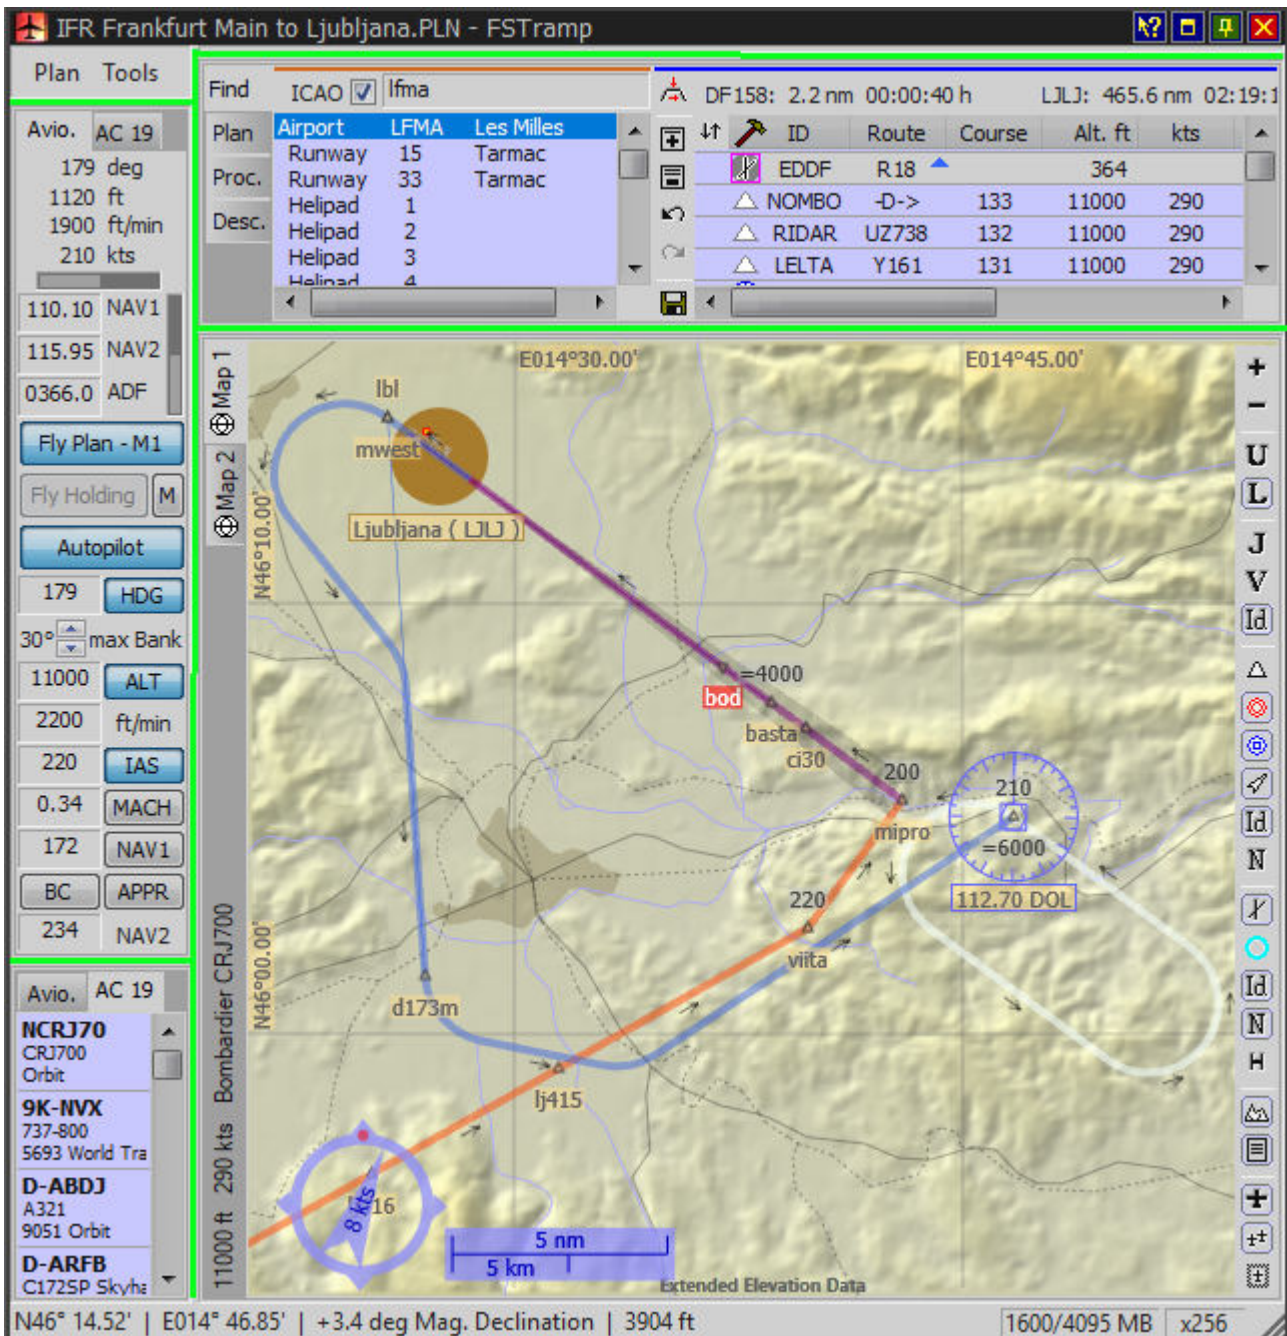 IFR Frankfurt Main to Ljubljana.PLN - FSTramp
Plan Tools
Avio. AC 19
179 deg
1120 ft
1900 ft/min
210 kts
110.10 NAV1
115.95 NAV2
0366.0 ADF
Fly Plan - M1
Fly Holding M
Autopilot
179 HDG
30° max Bank
11000 ALT
2200 ft/min
220 IAS
0.34 MACH
172 NAV1
BC APPR
234 NAV2
Avio. AC 19
NCRJ70
CRJ700
Orbit
9K-NVX
737-800
5693 World Tra
D-ABDJ
A321
9051 Orbit
D-ARFB
C172SP Skyha
Find
Plan
Proc.
Desc.
ICAO lfma
Airport LFMA Les Milles
Runway 15 Tarmac
Runway 33 Tarmac
Helipad 1
Helipad 2
Helipad 3
Helipad 4
DF158: 2.2 nm 00:00:40 h LJLJ: 465.6 nm 02:19:1
ID Route Course Alt. ft kts
EDDF R18 364
NOMBO -D-> 133 11000 290
RIDAR UZ738 132 11000 290
LELTA Y161 131 11000 290
Map 1
Map 2
11000 ft 290 kts Bombardier CRJ700
E014°30.00' E014°45.00'
N46°10.00'
N46°00.00'
lbl
mwest
Ljubljana ( LJLJ )
=4000
bod
basta
ci30
200
mipro
210
=6000
112.70 DOL
220
viita
d173m
lj415
16
8 kts
5 nm
5 km
Extended Elevation Data
+
-
U
L
J
V
Id
Id
N
Id
N
H
N46° 14.52' | E014° 46.85' | +3.4 deg Mag. Declination | 3904 ft
1600/4095 MB x256